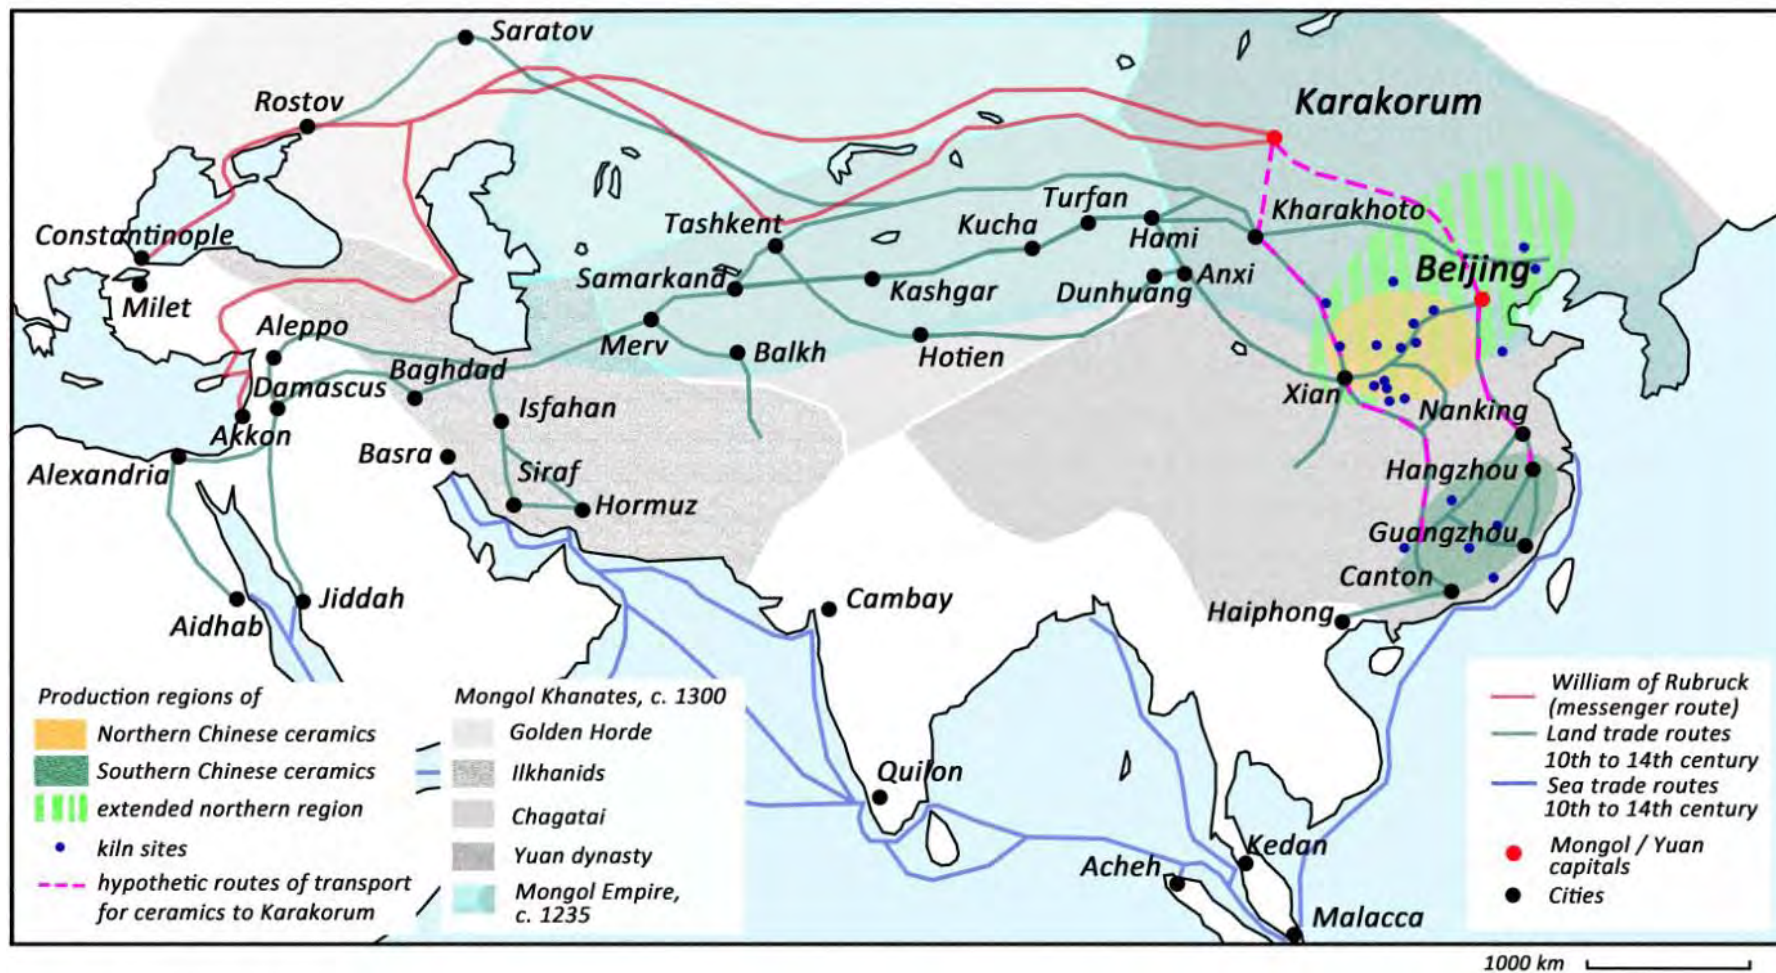 Saratov
Rostov
Karakorum
Constantinople
Milet
Tashkent
Kucha
Turfan
Hami
Kharakhoto
Samarkand
Kashgar
Dunhuang
Anxi
Beijing
Aleppo
Merv
Balkh
Hotien
Baghdad
Damascus
Xian
Isfahan
Nanking
Akkon
Basra
Alexandria
Siraf
Hormuz
Hangzhou
Guangzhou
Canton
Haiphong
Cambay
Jiddah
Aidhab
Quilon
Kedan
Acheh
Malacca
Production regions of
Northern Chinese ceramics
Southern Chinese ceramics
extended northern region
kiln sites
hypothetic routes of transport
for ceramics to Karakorum
Mongol Khanates, c. 1300
Golden Horde
Ilkhanids
Chagatai
Yuan dynasty
Mongol Empire,
c. 1235
William of Rubruck
(messenger route)
Land trade routes
10th to 14th century
Sea trade routes
10th to 14th century
Mongol / Yuan
capitals
Cities
1000 km